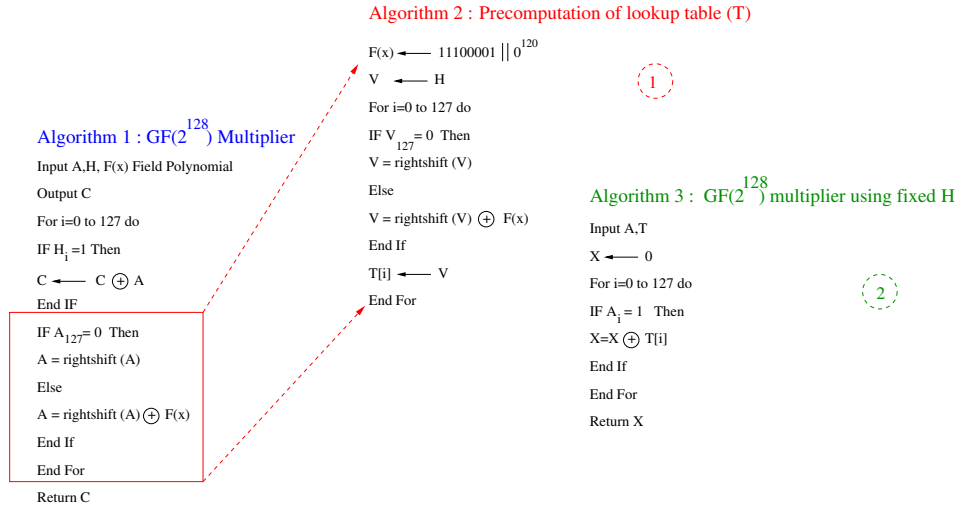 Algorithm 1 : GF(2^128) Multiplier
Input A,H, F(x) Field Polynomial
Output C
For i=0 to 127 do
IF H_i =1 Then
C ← C ⊕ A
End IF
IF A_127= 0 Then
A = rightshift (A)
Else
A = rightshift (A) ⊕ F(x)
End If
End For
Return C
Algorithm 2 : Precomputation of lookup table (T)
F(x) ← 11100001 || 0^120
V ← H
For i=0 to 127 do
IF V_127= 0 Then
V = rightshift (V)
Else
V = rightshift (V) ⊕ F(x)
End If
T[i] ← V
End For
1
Algorithm 3 : GF(2^128) multiplier using fixed H
Input A,T
X ← 0
For i=0 to 127 do
IF A_i = 1 Then
X=X ⊕ T[i]
End If
End For
Return X
2